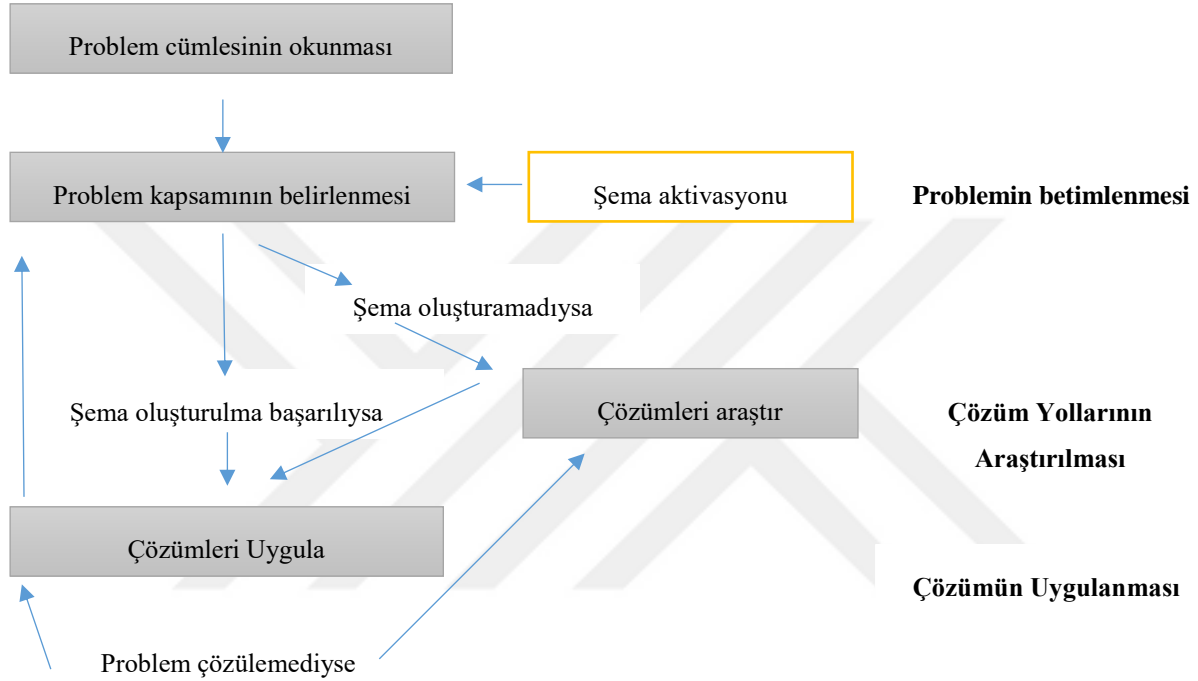 Problem cümlesinin okunması
Problem kapsamının belirlenmesi
Şema aktivasyonu
Problemin betimlenmesi
Şema oluşturamadıysa
Şema oluşturulma başarılıysa
Çözümleri araştır
Çözüm Yollarının
Araştırılması
Çözümleri Uygula
Çözümün Uygulanması
Problem çözülemediyse